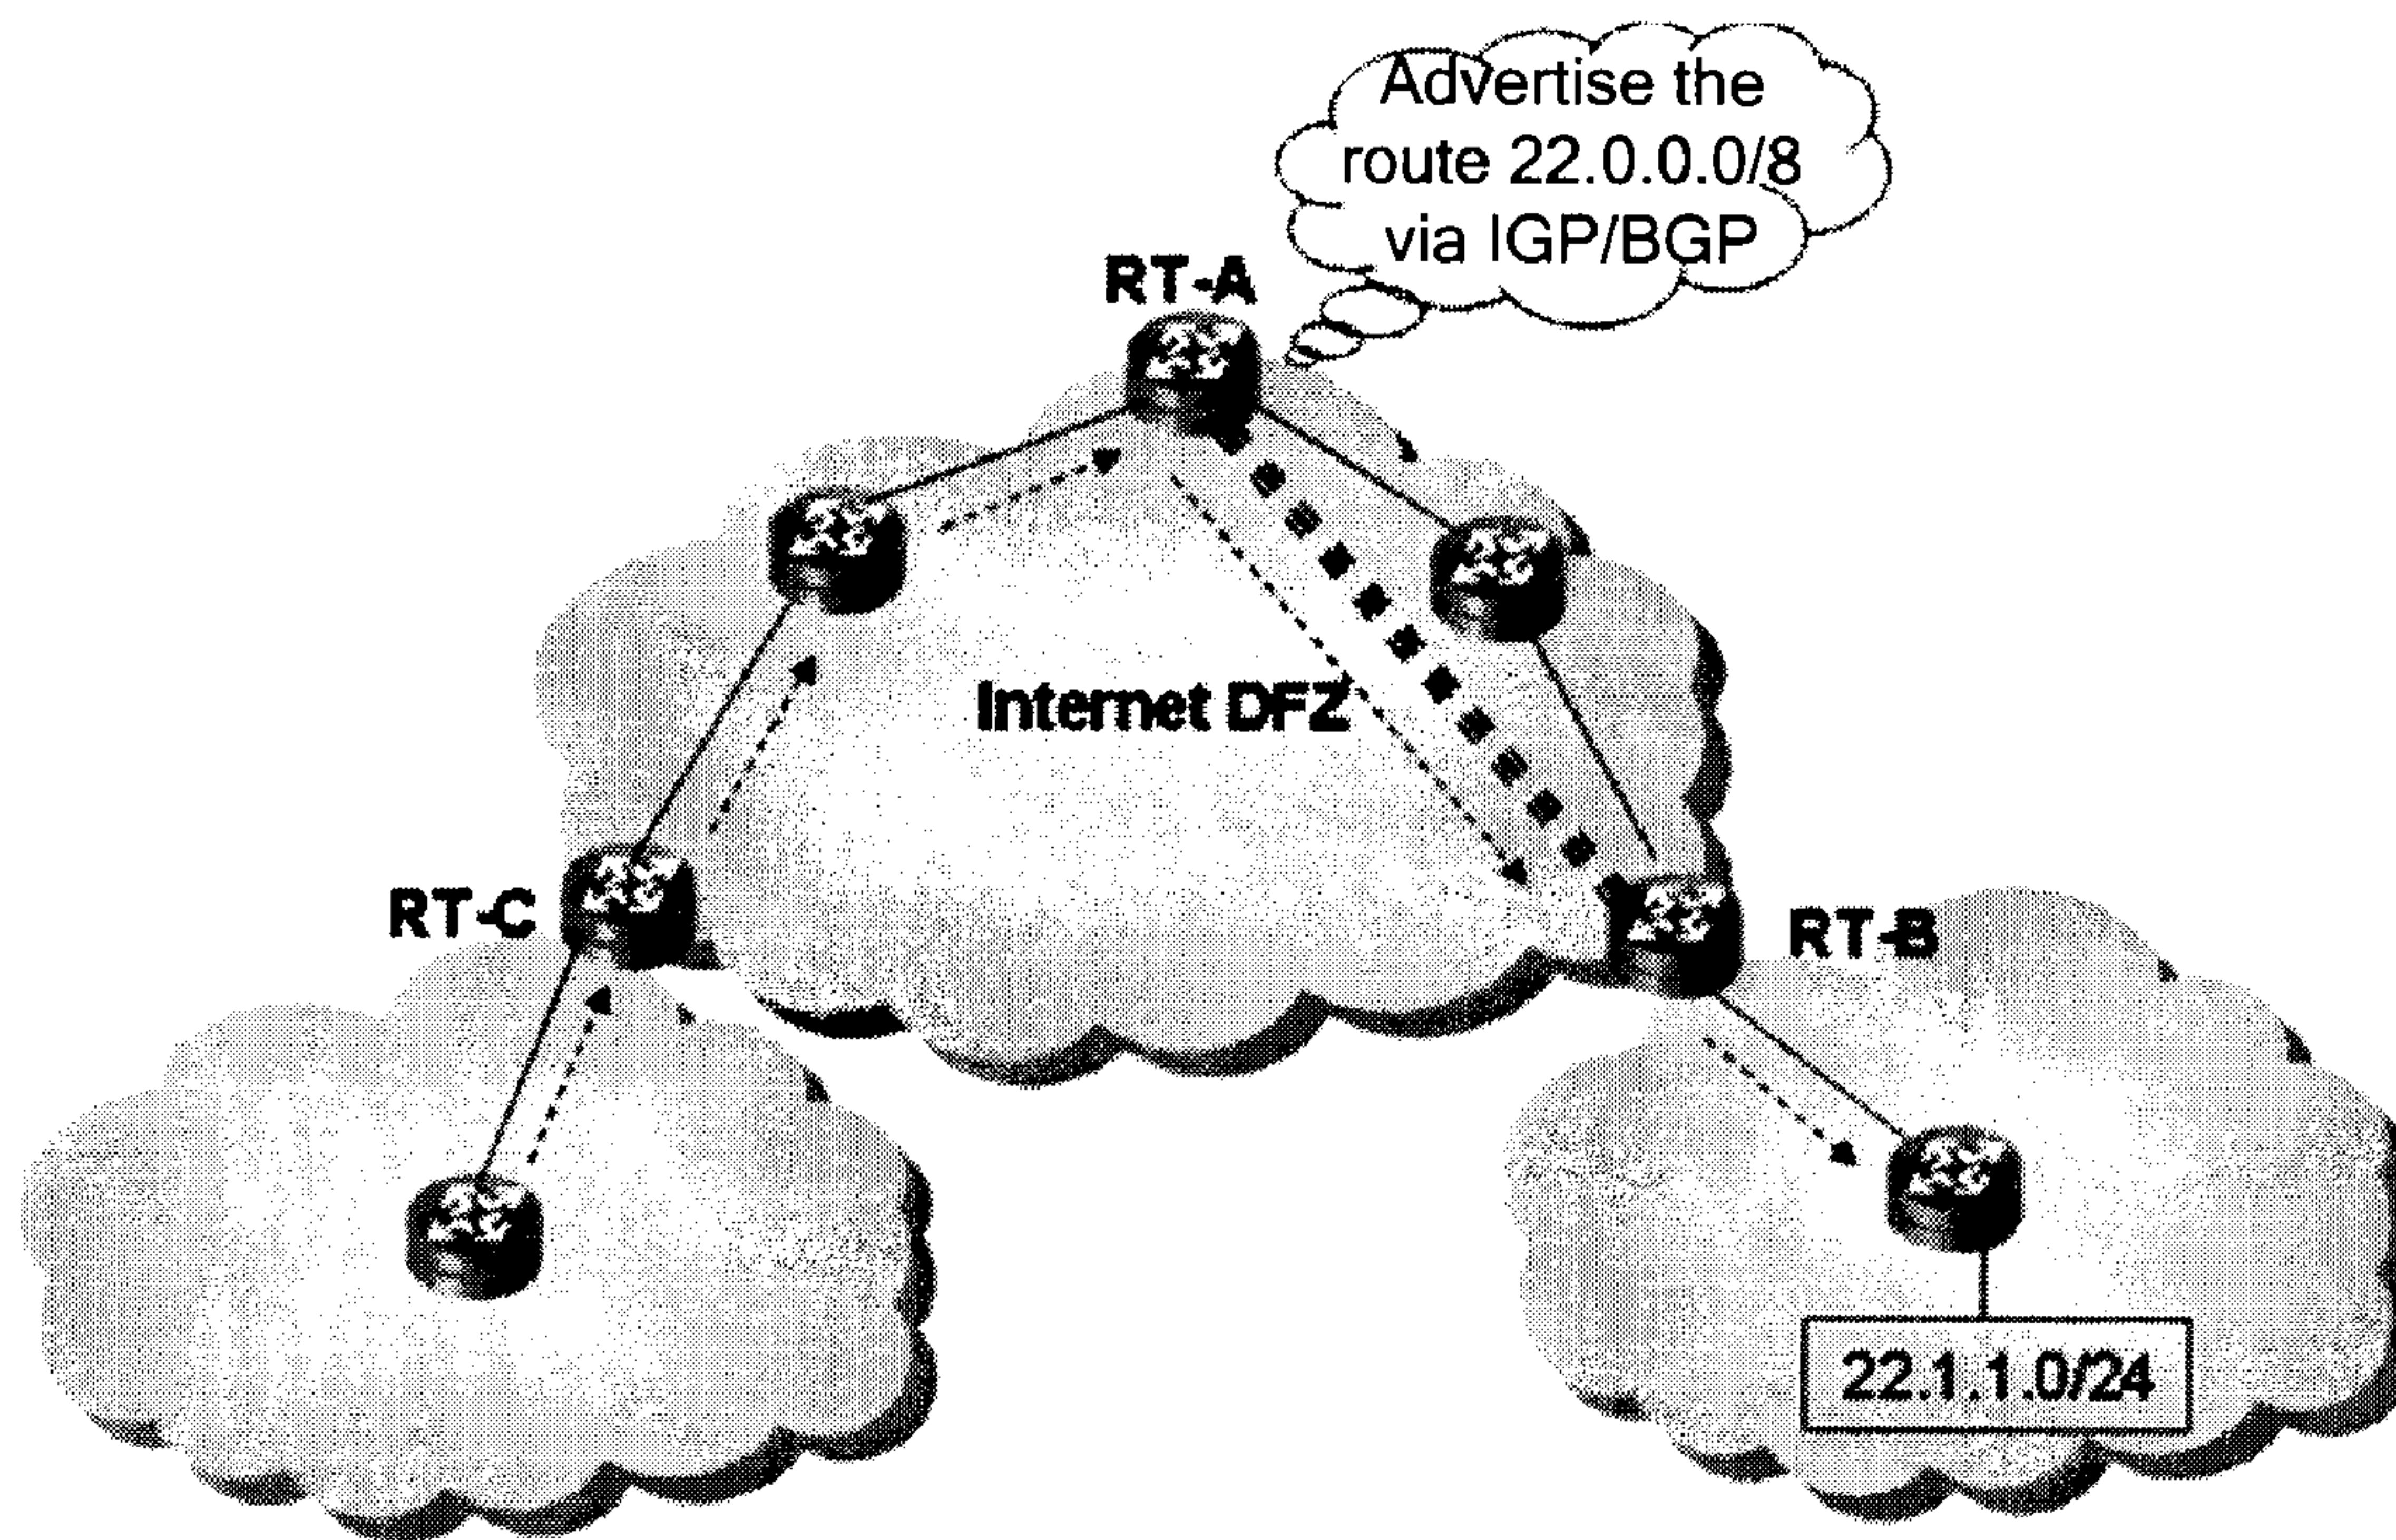 Advertise the
route 22.0.0.0/8
via IGP/BGP
RT-A
Internet DFZ
RT-C
RT-B
22.1.1.0/24